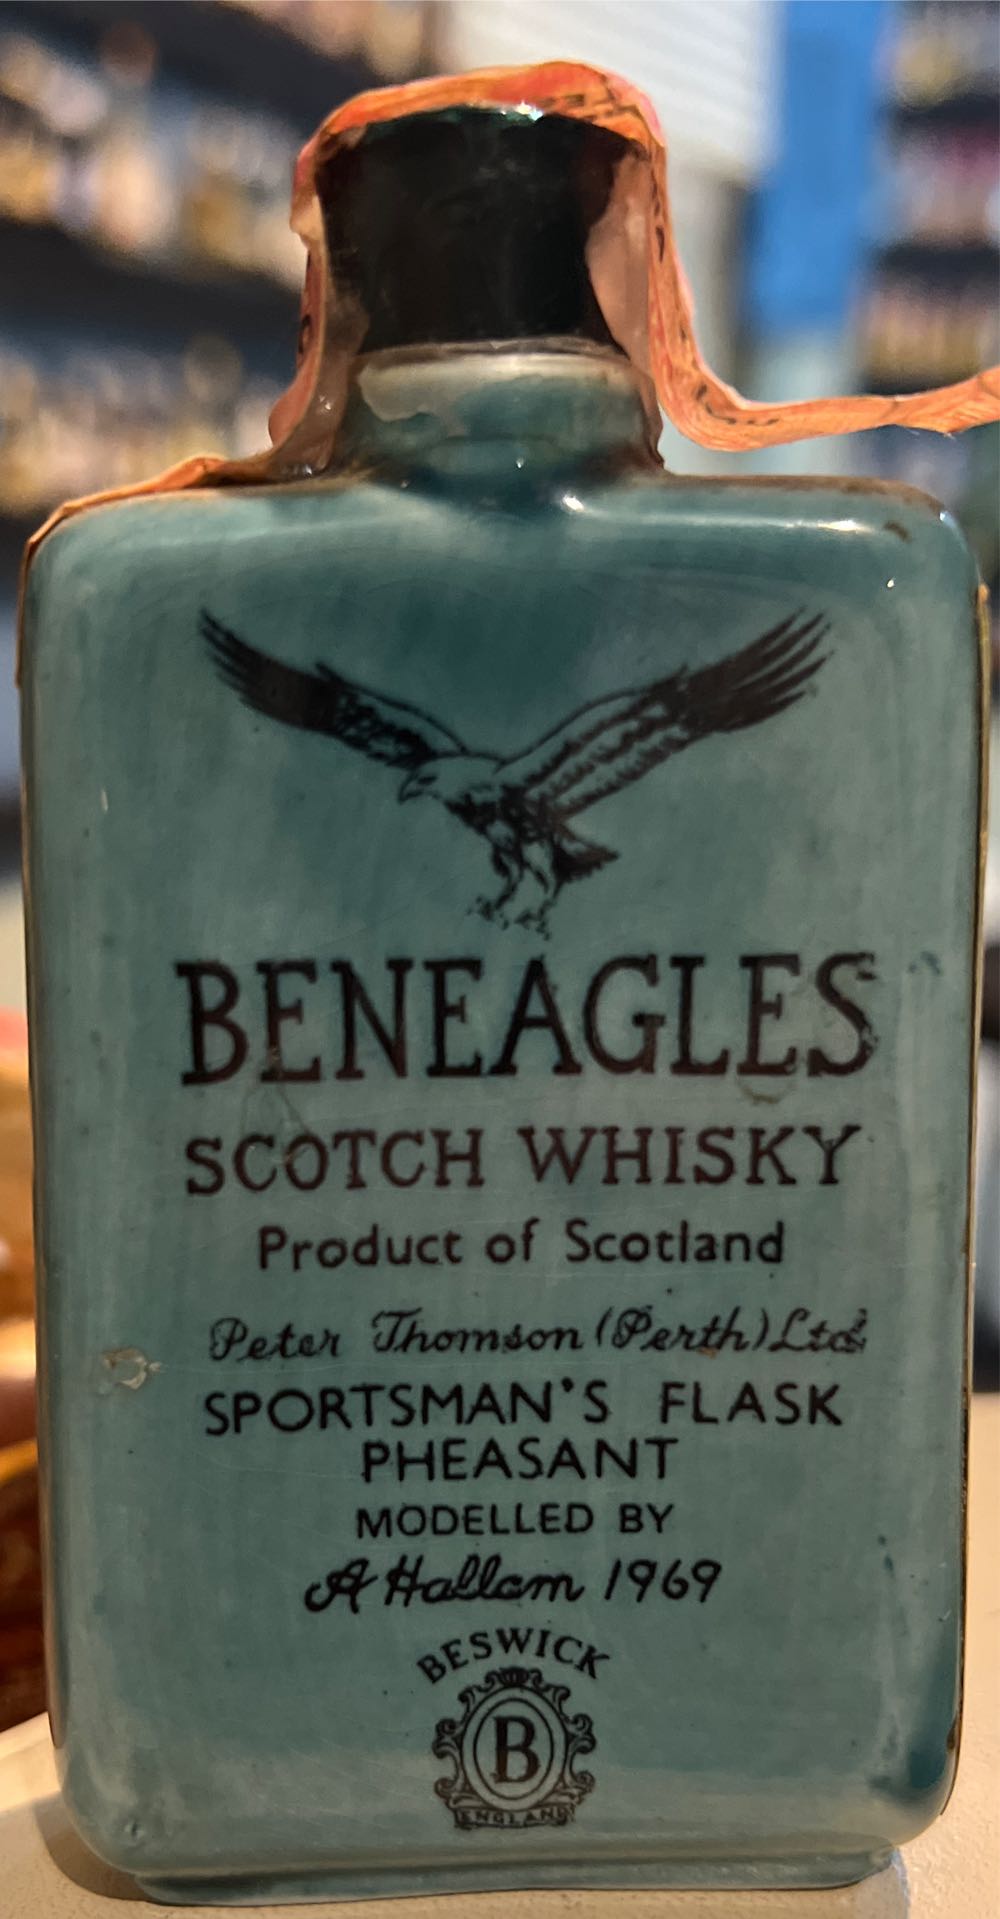 BENEAGLES
SCOTCH WHISKY
Product of Scotland
Peter Thomson (Perth) Ltd.
SPORTSMAN'S FLASK
PHEASANT
MODELLED BY
A Hallam 1969
BESWICK
B
ENGLAND